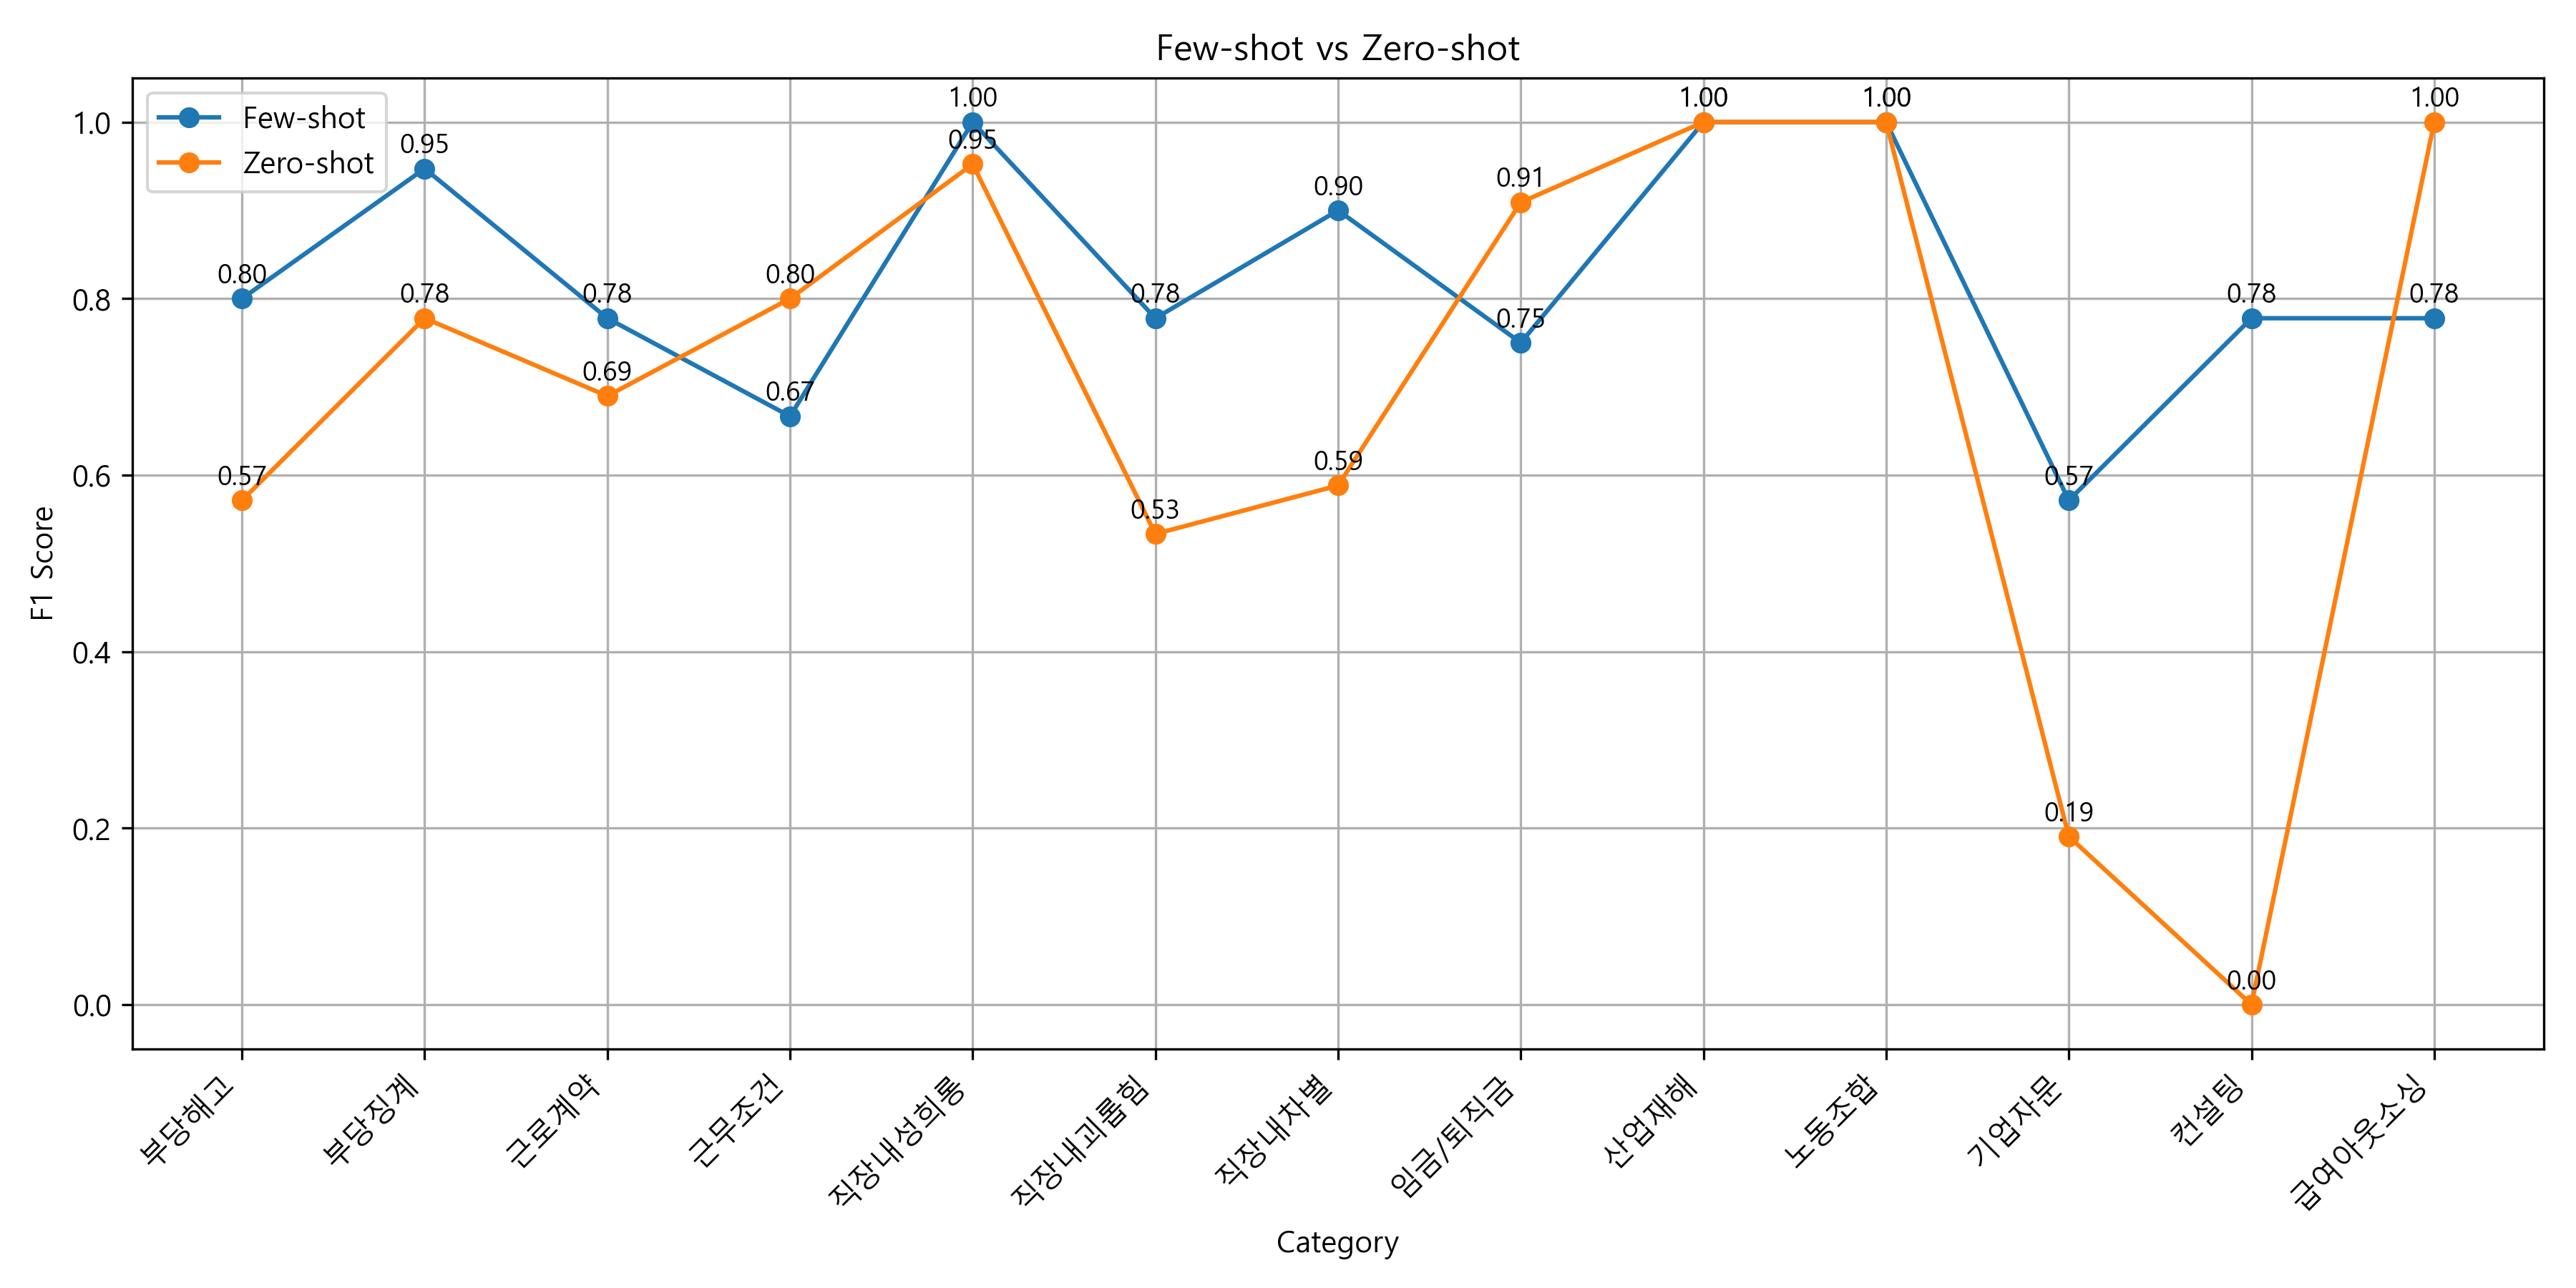 Few-shot vs Zero-shot
Few-shot
Zero-shot
F1 Score
1.0
0.8
0.6
0.4
0.2
0.0
0.80
0.95
0.78
0.67
1.00
0.78
0.90
0.75
1.00
1.00
0.57
0.78
0.78
0.57
0.78
0.69
0.80
0.95
0.53
0.59
0.91
0.19
0.00
1.00
부당해고
부당징계
근로계약
근무조건
직장내성희롱
직장내괴롭힘
직장내차별
임금/퇴직금
산업재해
노동조합
기업자문
컨설팅
급여아웃소싱
Category